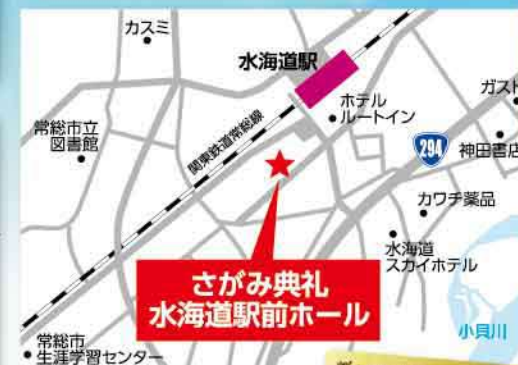 カスミ
水海道駅
ホテル
ルートイン
ガスト
常総市立
図書館
関東鉄道常総線
294
神田書店
カワチ薬品
水海道
スカイホテル
さがみ典礼
水海道駅前ホール
小貝川
常総市
生涯学習センター